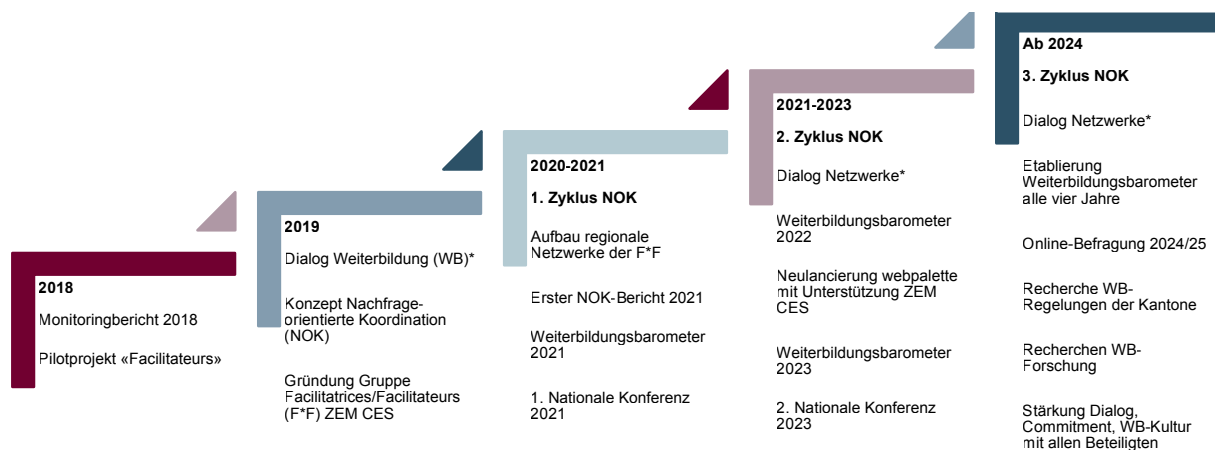 2018
Monitoringbericht 2018
Pilotprojekt «Facilitateurs»
2019
Dialog Weiterbildung (WB)*
Konzept Nachfrage-
orientierte Koordination
(NOK)
Gründung Gruppe
Facilitatrices/Facilitateurs
(F*F) ZEM CES
2020-2021
1. Zyklus NOK
Aufbau regionale
Netzwerke der F*F
Erster NOK-Bericht 2021
Weiterbildungsbarometer
2021
1. Nationale Konferenz
2021
2021-2023
2. Zyklus NOK
Dialog Netzwerke*
Weiterbildungsbarometer
2022
Neulancierung webpalette
mit Unterstützung ZEM
CES
Weiterbildungsbarometer
2023
2. Nationale Konferenz
2023
Ab 2024
3. Zyklus NOK
Dialog Netzwerke*
Etablierung
Weiterbildungsbarometer
alle vier Jahre
Online-Befragung 2024/25
Recherche WB-
Regelungen der Kantone
Recherchen WB-
Forschung
Stärkung Dialog,
Commitment, WB-Kultur
mit allen Beteiligten